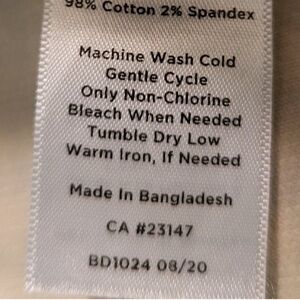 98% Cotton 2% Spandex
Machine Wash Cold
Gentle Cycle
Only Non-Chlorine
Bleach When Needed
Tumble Dry Low
Warm Iron, If Needed
Made In Bangladesh
CA #23147
BD1024 08/20